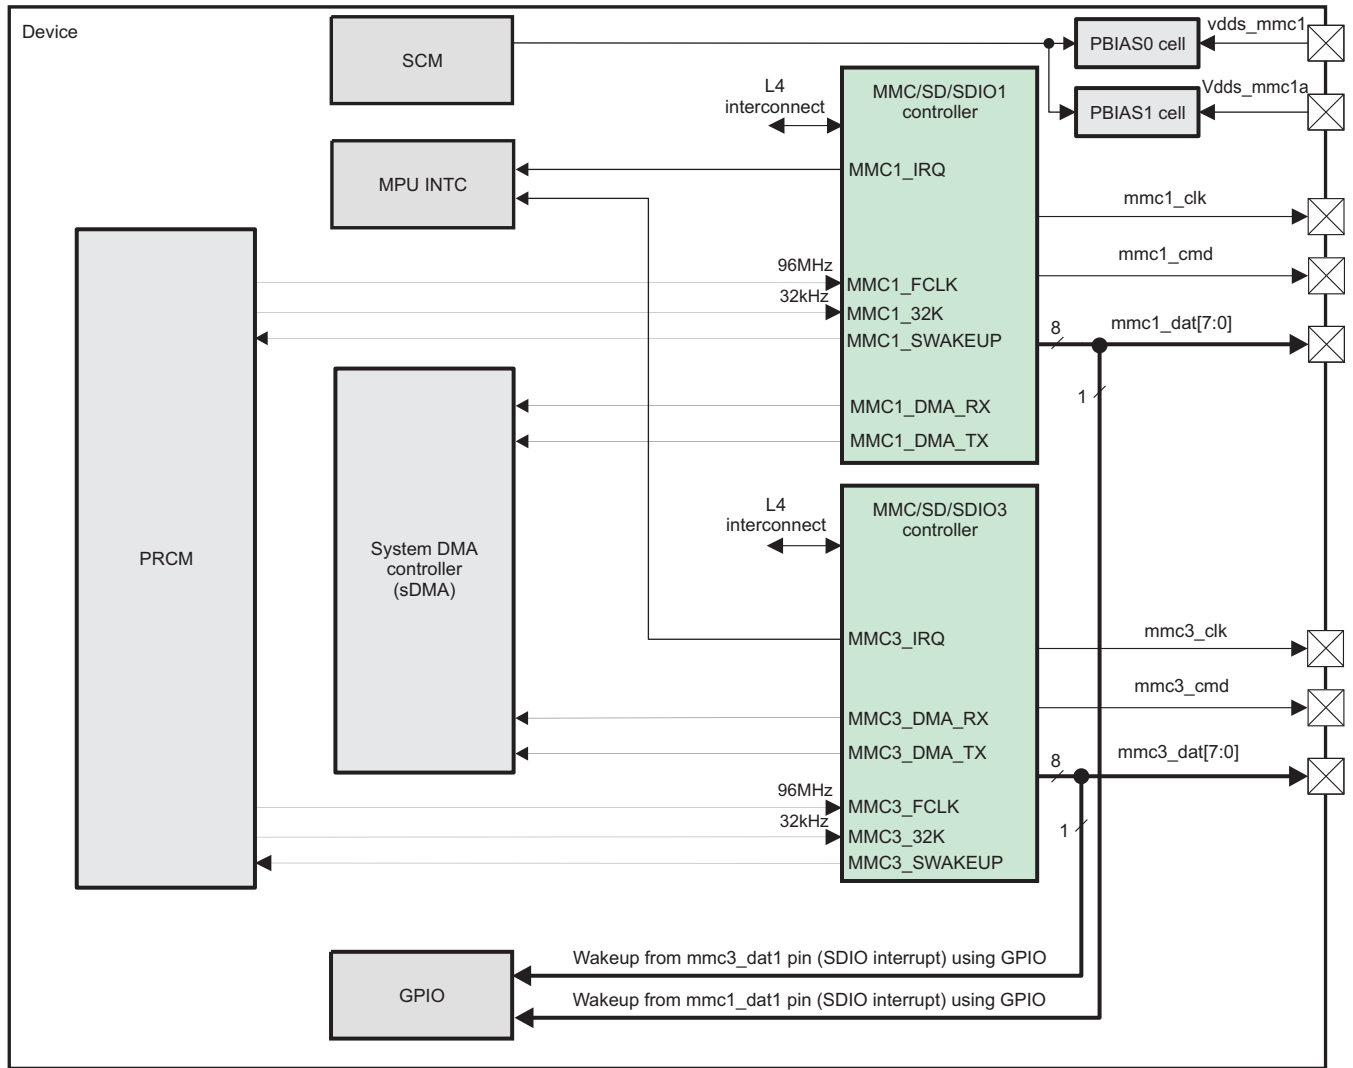 Device
SCM
PBIAS0 cell
vdds_mmc1
PBIAS1 cell
Vdds_mmc1a
L4
interconnect
MMC/SD/SDIO1
controller
MPU INTC
MMC1_IRQ
mmc1_clk
mmc1_cmd
96MHz
MMC1_FCLK
32kHz
MMC1_32K
MMC1_SWAKEUP
8
mmc1_dat[7:0]
1
MMC1_DMA_RX
MMC1_DMA_TX
PRCM
System DMA
controller
(sDMA)
L4
interconnect
MMC/SD/SDIO3
controller
MMC3_IRQ
mmc3_clk
mmc3_cmd
MMC3_DMA_RX
MMC3_DMA_TX
8
mmc3_dat[7:0]
1
96MHz
MMC3_FCLK
32kHz
MMC3_32K
MMC3_SWAKEUP
GPIO
Wakeup from mmc3_dat1 pin (SDIO interrupt) using GPIO
Wakeup from mmc1_dat1 pin (SDIO interrupt) using GPIO